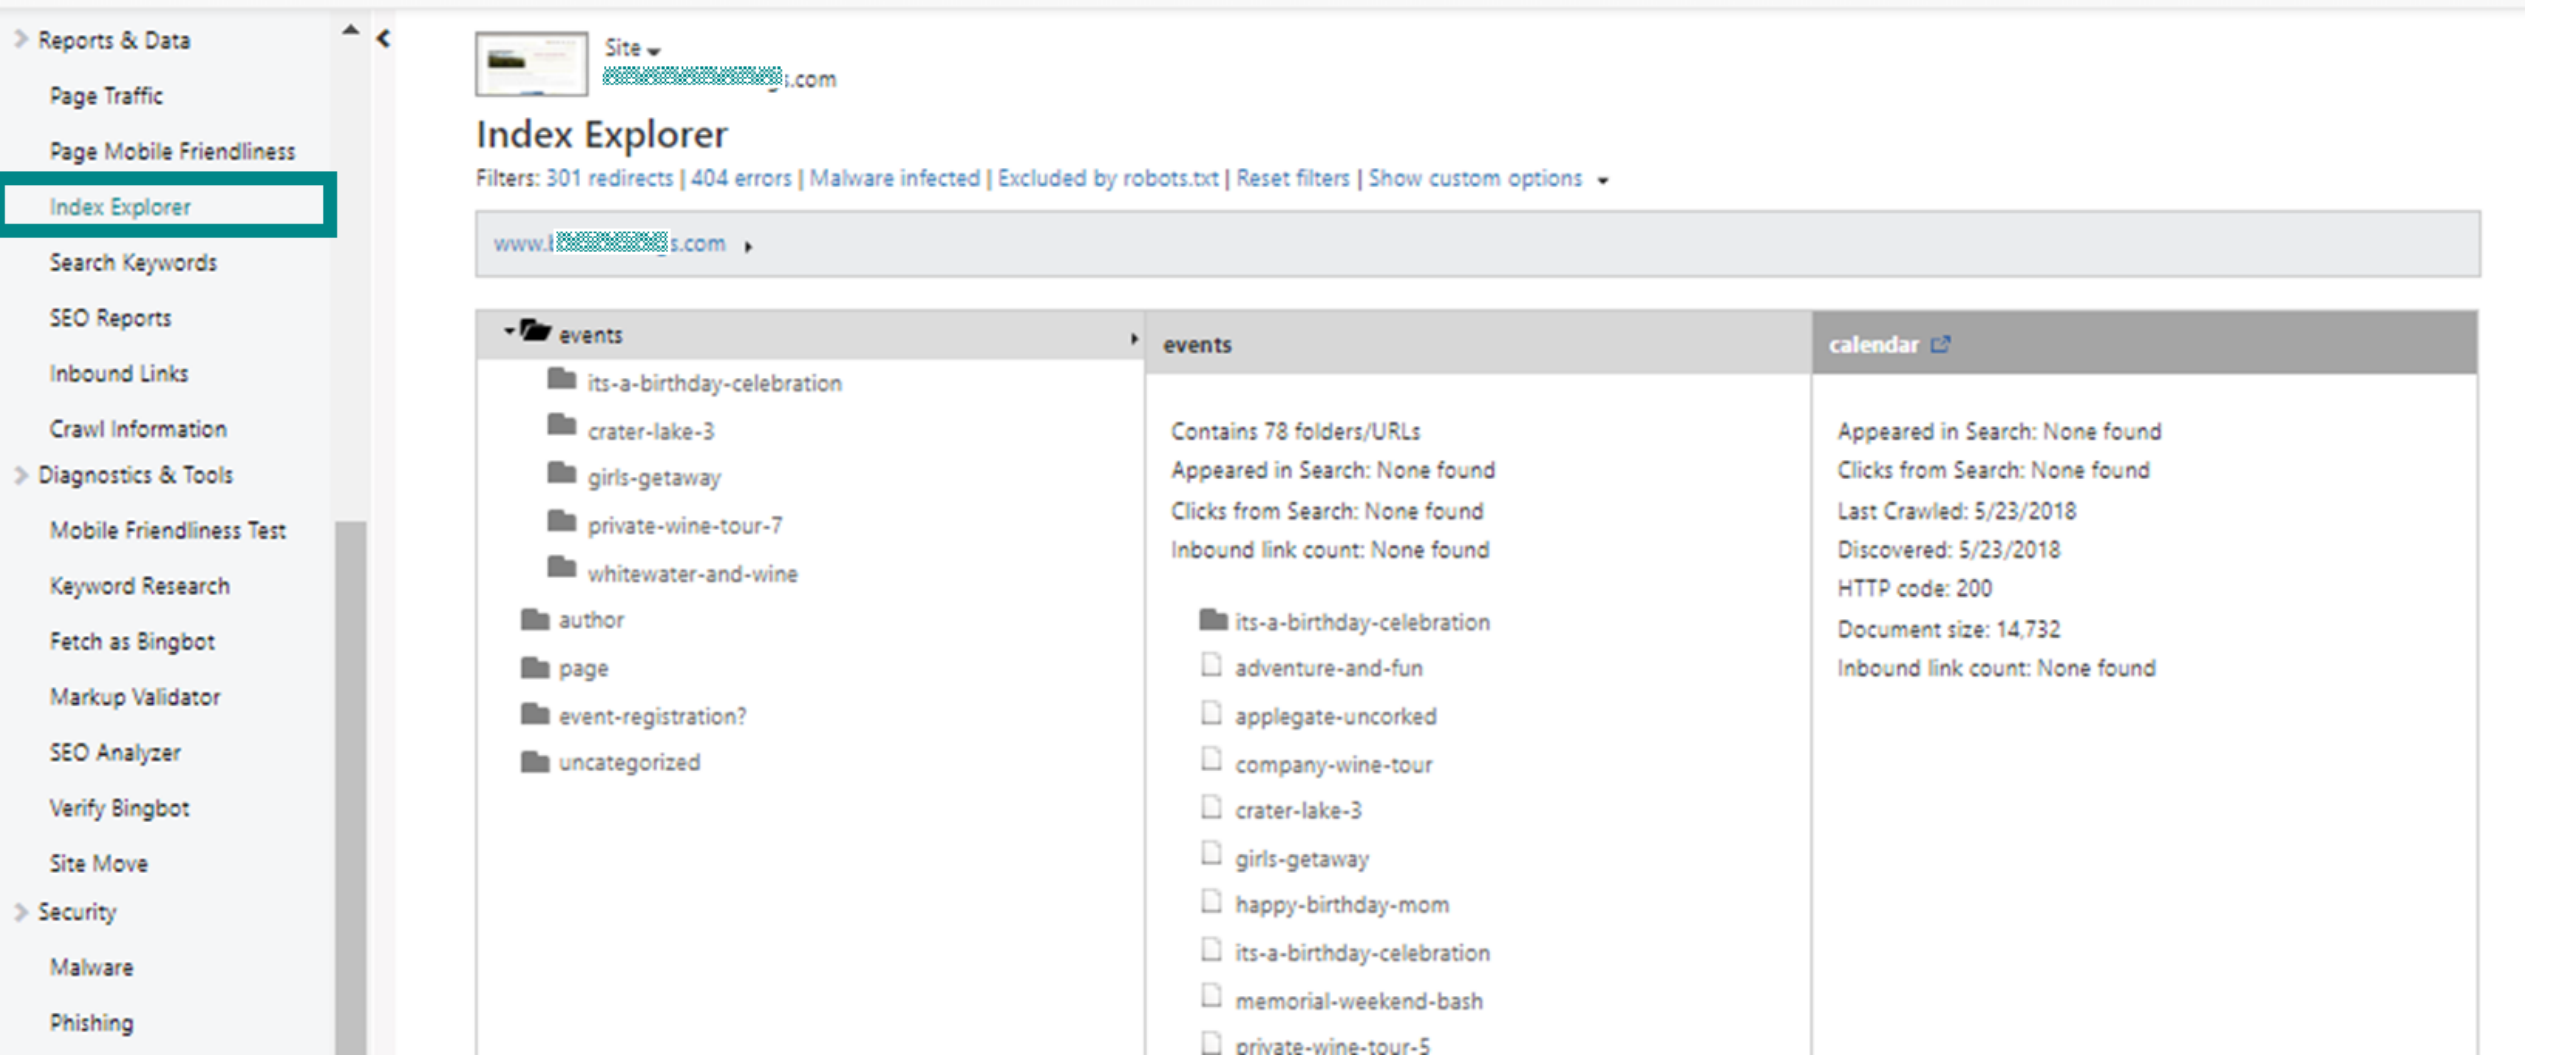 Reports & Data
Page Traffic
Page Mobile Friendliness
Index Explorer
Search Keywords
SEO Reports
Inbound Links
Crawl Information
Diagnostics & Tools
Mobile Friendliness Test
Keyword Research
Fetch as Bingbot
Markup Validator
SEO Analyzer
Verify Bingbot
Site Move
Security
Malware
Phishing
Site
.com
Index Explorer
Filters: 301 redirects | 404 errors | Malware infected | Excluded by robots.txt | Reset filters | Show custom options
www. s.com
events
its-a-birthday-celebration
crater-lake-3
girls-getaway
private-wine-tour-7
whitewater-and-wine
author
page
event-registration?
uncategorized
events
Contains 78 folders/URLs
Appeared in Search: None found
Clicks from Search: None found
Inbound link count: None found
its-a-birthday-celebration
adventure-and-fun
applegate-uncorked
company-wine-tour
crater-lake-3
girls-getaway
happy-birthday-mom
its-a-birthday-celebration
memorial-weekend-bash
private-wine-tour-5
calendar
Appeared in Search: None found
Clicks from Search: None found
Last Crawled: 5/23/2018
Discovered: 5/23/2018
HTTP code: 200
Document size: 14,732
Inbound link count: None found